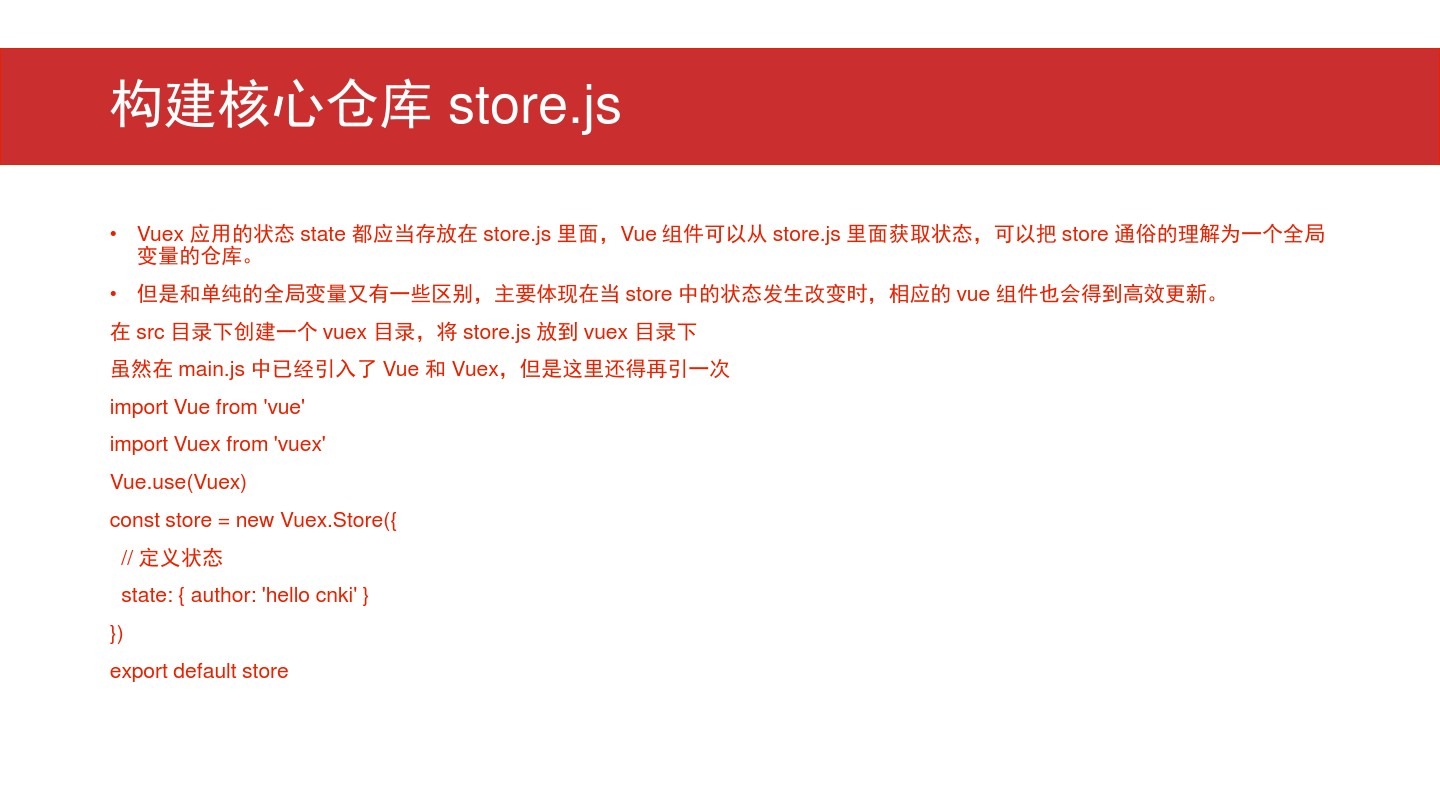 构建核心仓库 store.js
• Vuex 应用的状态 state 都应当存放在 store.js 里面，Vue 组件可以从 store.js 里面获取状态，可以把 store 通俗的理解为一个全局
变量的仓库。
• 但是和单纯的全局变量又有一些区别，主要体现在当 store 中的状态发生改变时，相应的 vue 组件也会得到高效更新。
在 src 目录下创建一个 vuex 目录，将 store.js 放到 vuex 目录下
虽然在 main.js 中已经引入了 Vue 和 Vuex，但是这里还得再引一次
import Vue from 'vue'
import Vuex from 'vuex'
Vue.use(Vuex)
const store = new Vuex.Store({
// 定义状态
state: { author: 'hello cnki' }
})
export default store